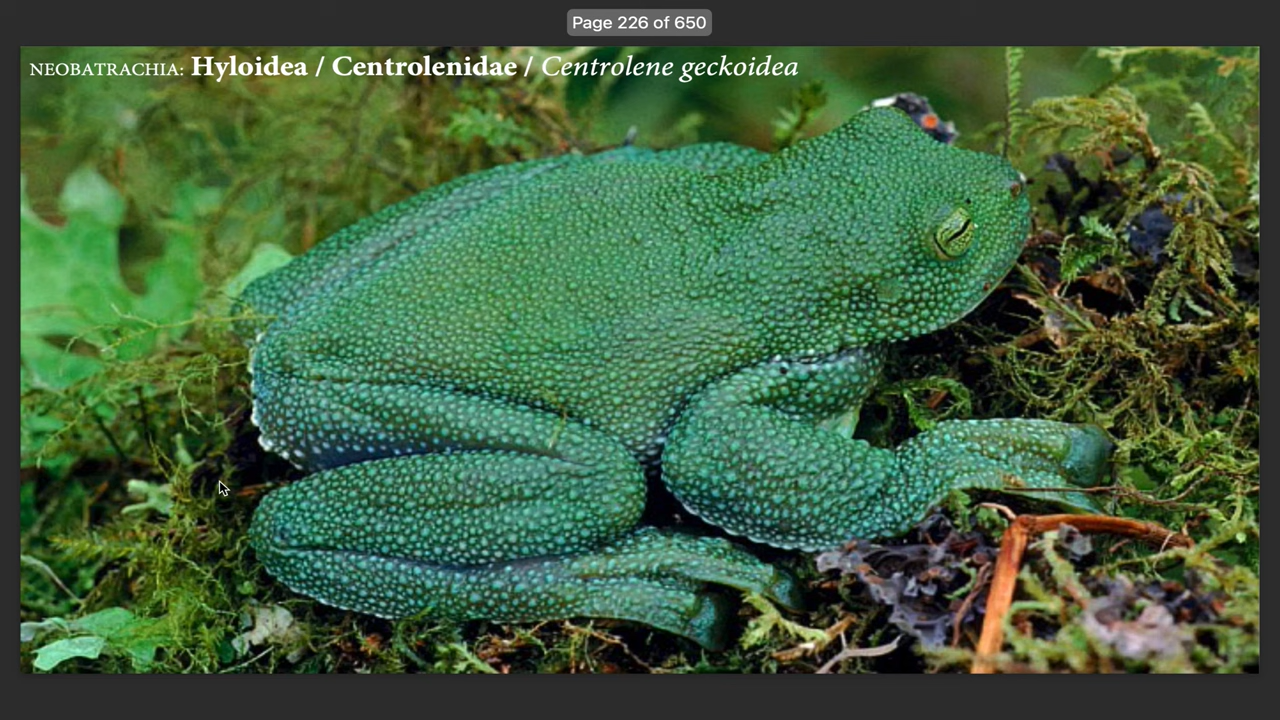 Page 226 of 650
NEOBATRACHIA: Hyloidea / Centrolenidae / Centrolene geckoidea